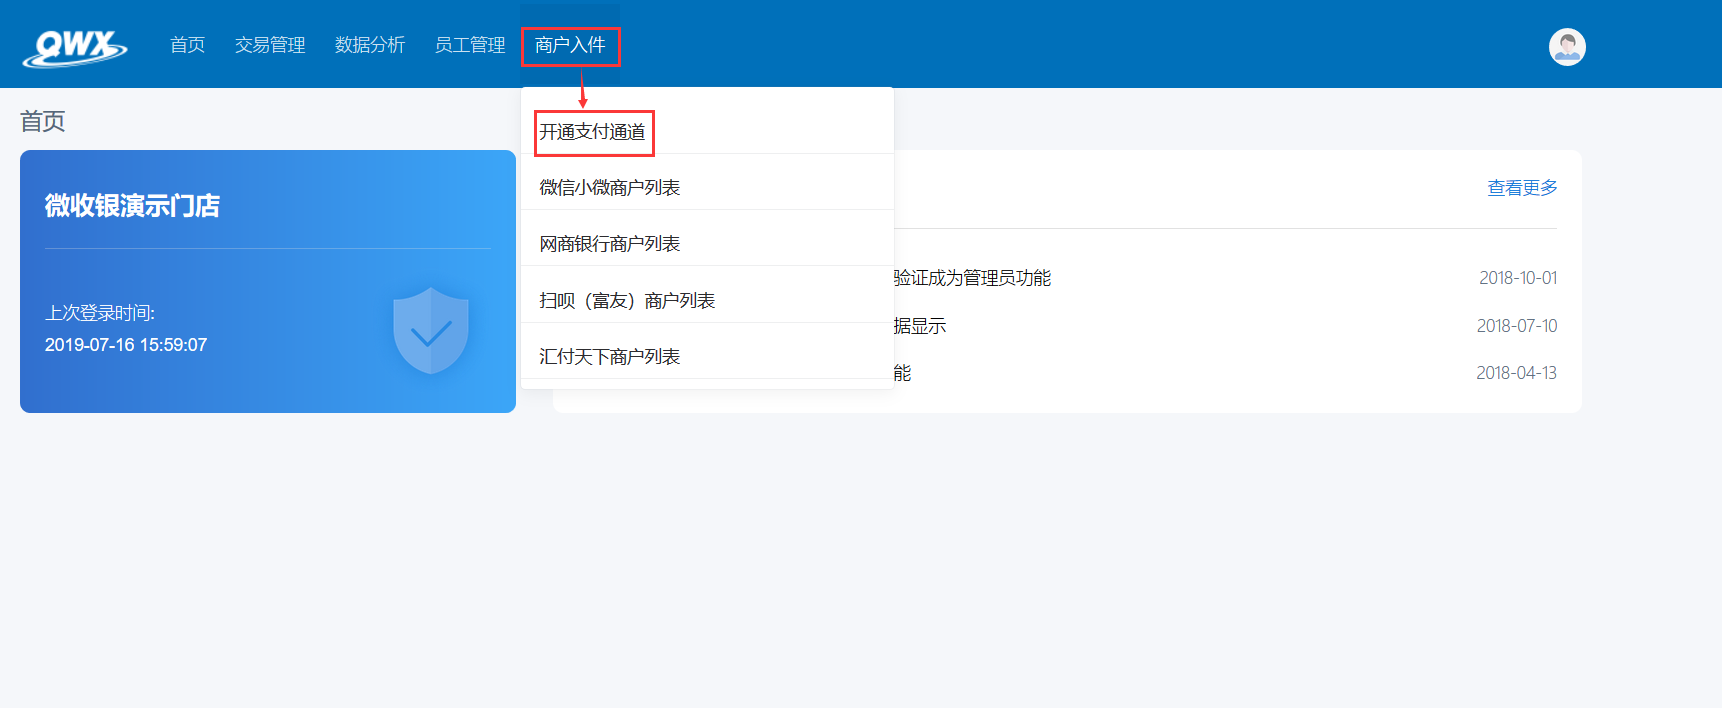 QWX
首页 交易管理 数据分析 员工管理 商户入件
首页
开通支付通道
微信小微商户列表
网商银行商户列表
扫呗（富友）商户列表
汇付天下商户列表
微收银演示门店
上次登录时间:
2019-07-16 15:59:07
查看更多
验证成为管理员功能 2018-10-01
据显示 2018-07-10
能 2018-04-13